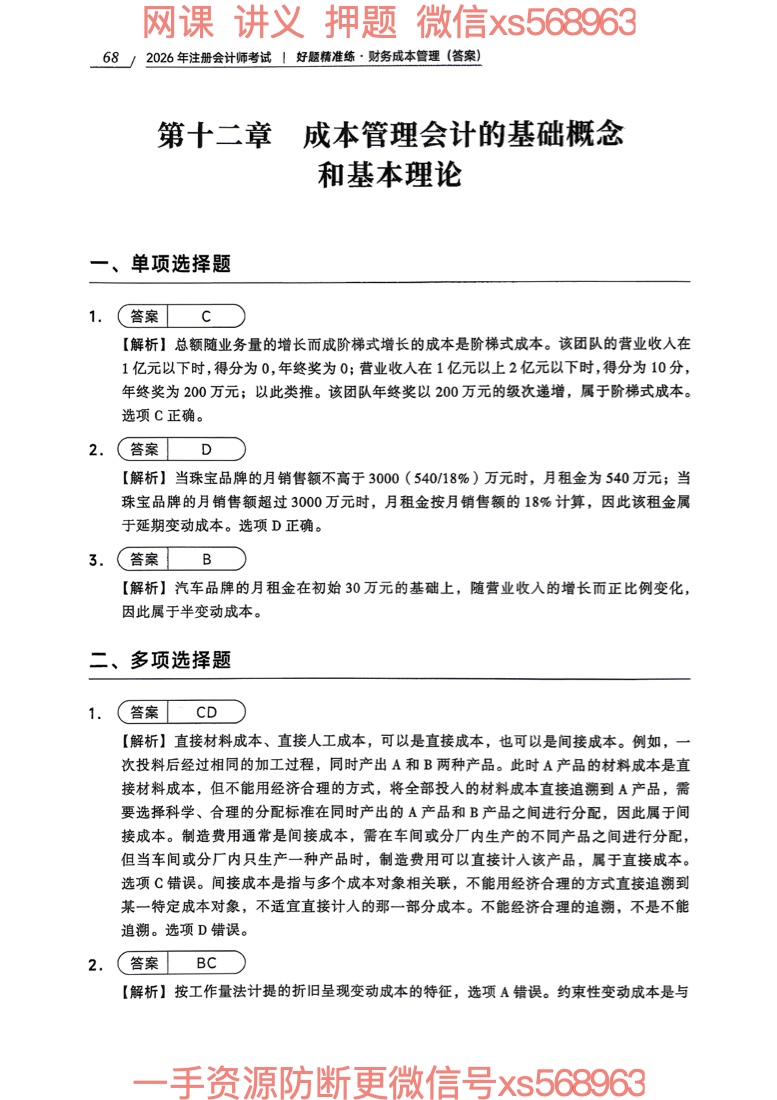 网课 讲义 押题 微信xs568963
68 / 2026年注册会计师考试 | 好题精准练·财务成本管理（答案）
第十二章 成本管理会计的基础概念
和基本理论
一、单项选择题
1. 答案 C
【解析】总额随业务量的增长而成阶梯式增长的成本是阶梯式成本。该团队的营业收入在
1亿元以下时，得分为0，年终奖为0；营业收入在1亿元以上2亿元以下时，得分为10分，
年终奖为200万元；以此类推。该团队年终奖以200万元的级次递增，属于阶梯式成本。
选项C正确。
2. 答案 D
【解析】当珠宝品牌的月销售额不高于3000（540/18%）万元时，月租金为540万元；当
珠宝品牌的月销售额超过3000万元时，月租金按月销售额的18%计算，因此该租金属
于延期变动成本。选项D正确。
3. 答案 B
【解析】汽车品牌的月租金在初始30万元的基础上，随营业收入的增长而正比例变化，
因此属于半变动成本。
二、多项选择题
1. 答案 CD
【解析】直接材料成本、直接人工成本，可以是直接成本，也可以是间接成本。例如，一
次投料后经过相同的加工过程，同时产出A和B两种产品。此时A产品的材料成本是直
接材料成本，但不能用经济合理的方式，将全部投入的材料成本直接追溯到A产品，需
要选择科学、合理的分配标准在同时产出的A产品和B产品之间进行分配，因此属于间
接成本。制造费用通常是间接成本，需在车间或分厂内生产的不同产品之间进行分配，
但当车间或分厂内只生产一种产品时，制造费用可以直接计入该产品，属于直接成本。
选项C错误。间接成本是指与多个成本对象相关联，不能用经济合理的方式直接追溯到
某一特定成本对象，不适宜直接计入的那一部分成本。不能经济合理的追溯，不是不能
追溯。选项D错误。
2. 答案 BC
【解析】按工作量法计提的折旧呈现变动成本的特征，选项A错误。约束性变动成本是与
一手资源防断更微信号xs568963